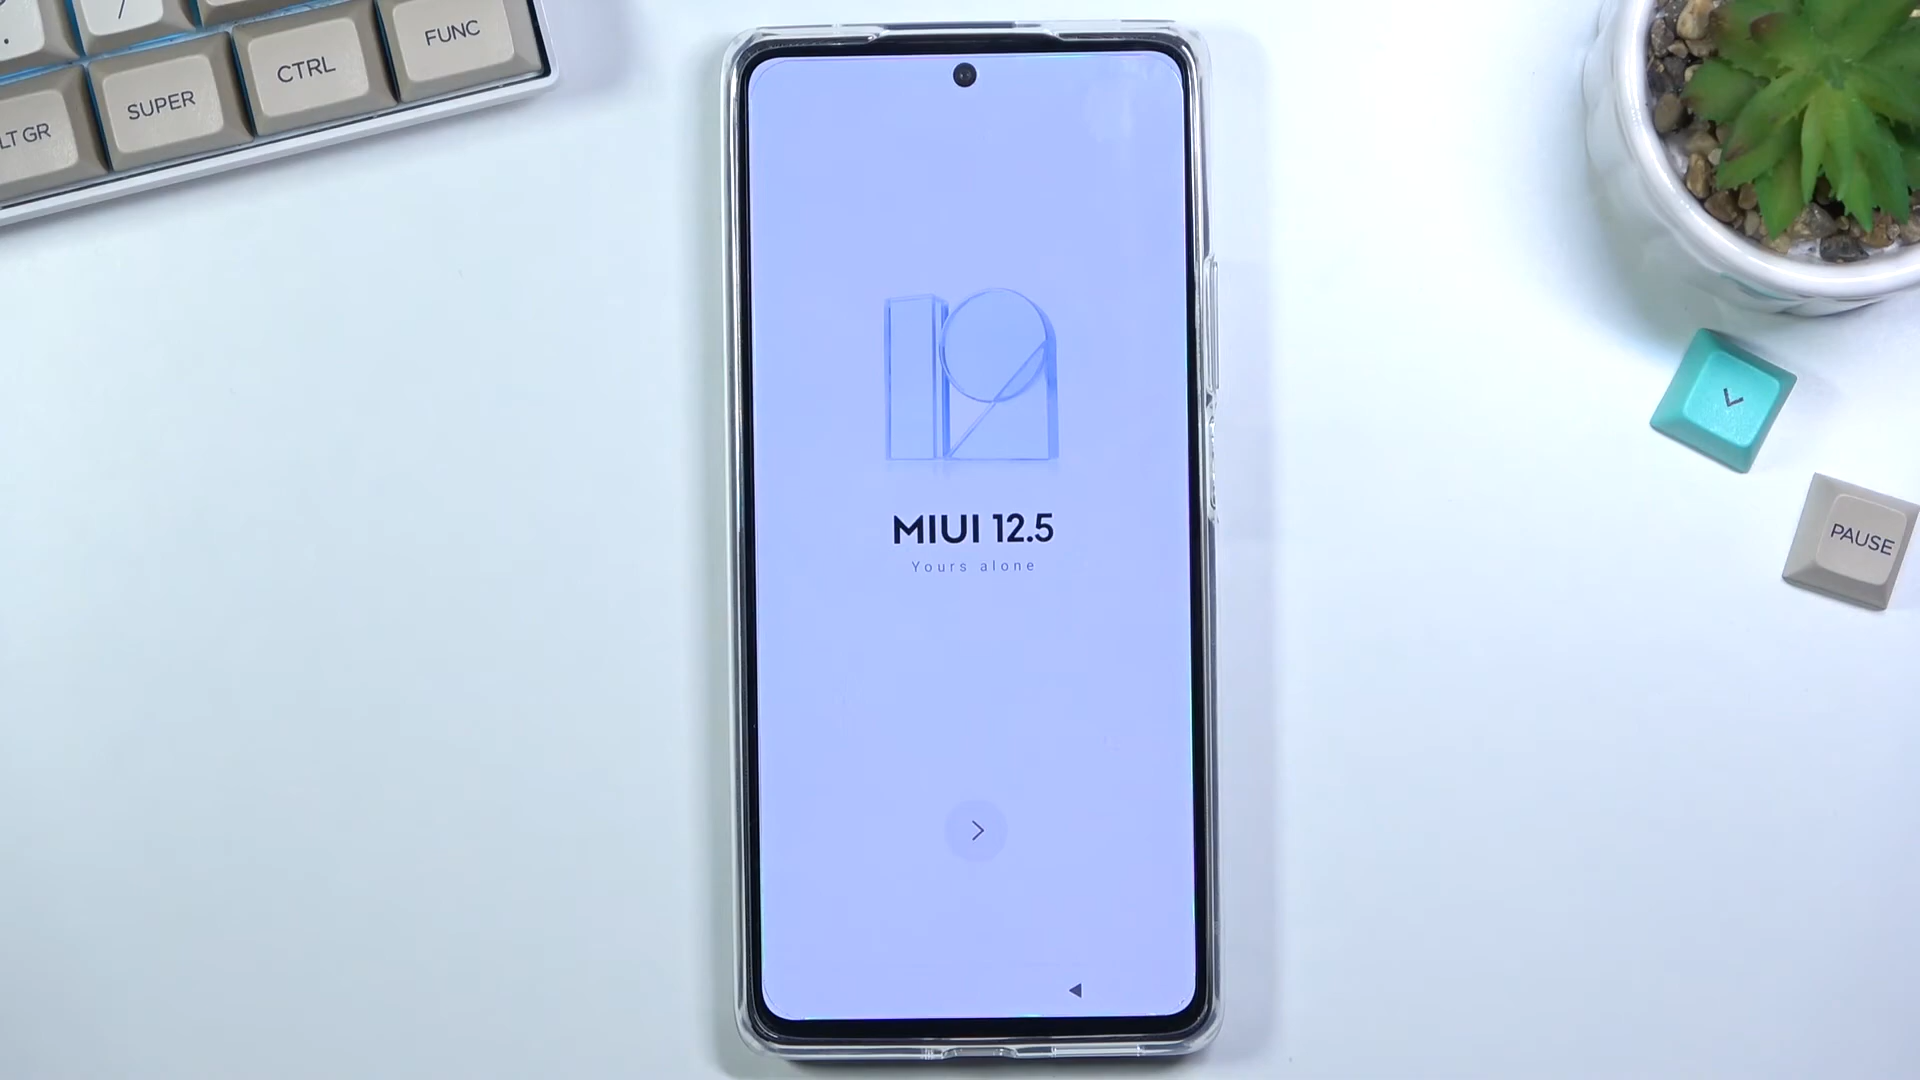 /
FUNC
CTRL
SUPER
LT GR
MIUI 12.5
Yours alone
PAUSE